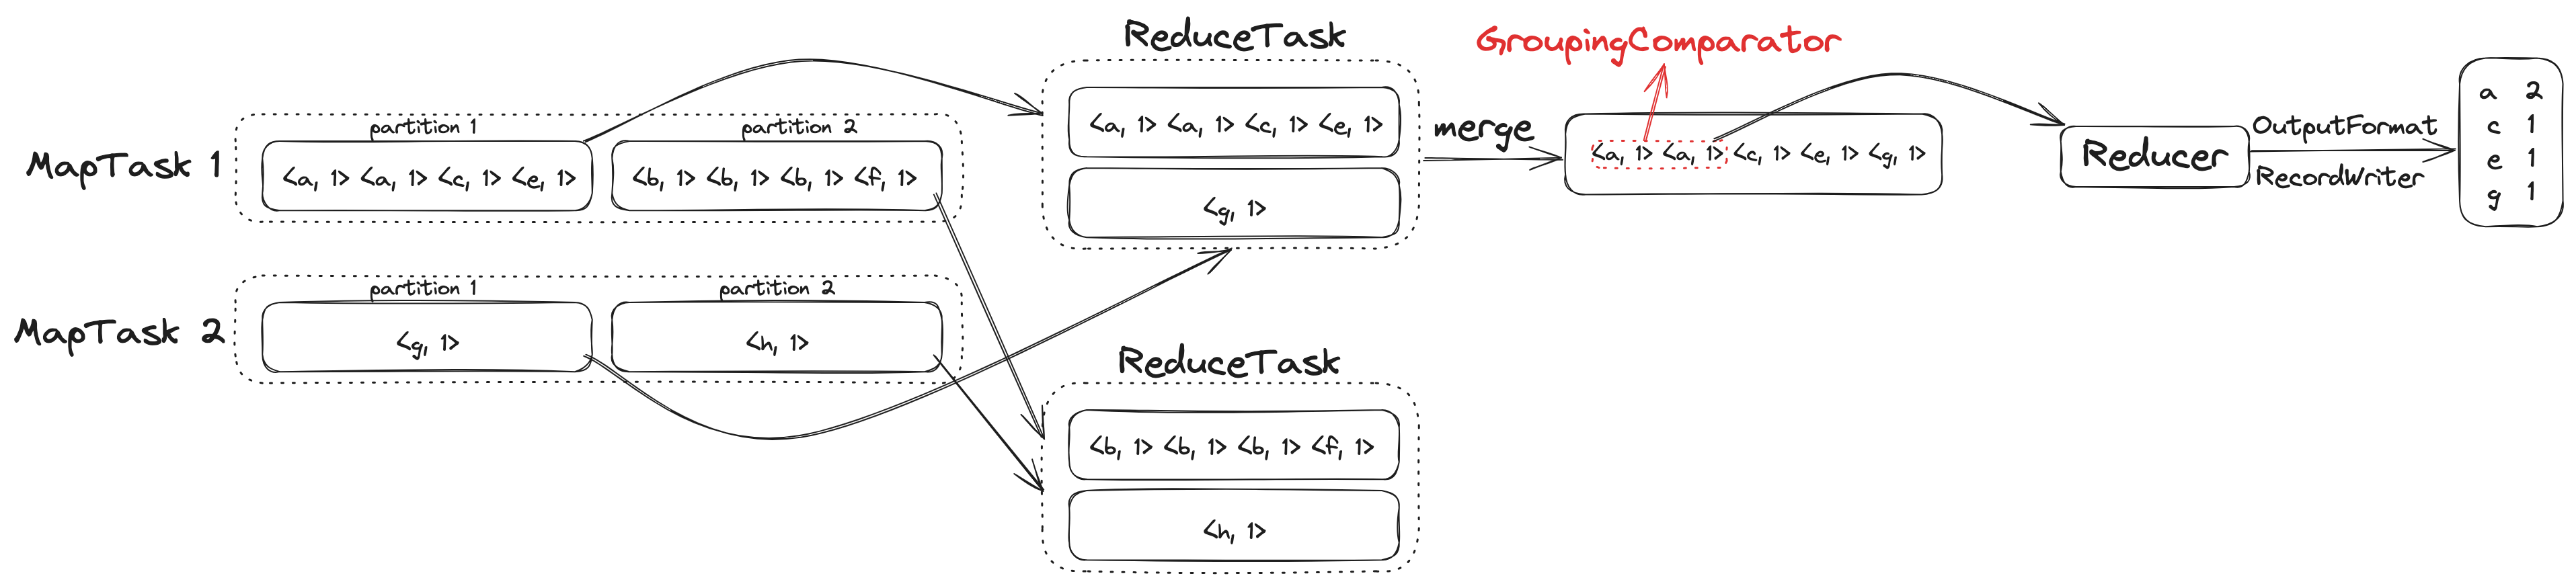 MapTask 1
partition 1
<a, 1> <a, 1> <c, 1> <e, 1>
partition 2
<b, 1> <b, 1> <b, 1> <f, 1>
MapTask 2
partition 1
<g, 1>
partition 2
<h, 1>
ReduceTask
<a, 1> <a, 1> <c, 1> <e, 1>
<g, 1>
ReduceTask
<b, 1> <b, 1> <b, 1> <f, 1>
<h, 1>
merge
GroupingComparator
<a, 1> <a, 1> <c, 1> <e, 1> <g, 1>
Reducer
OutputFormat
RecordWriter
a 2
c 1
e 1
g 1